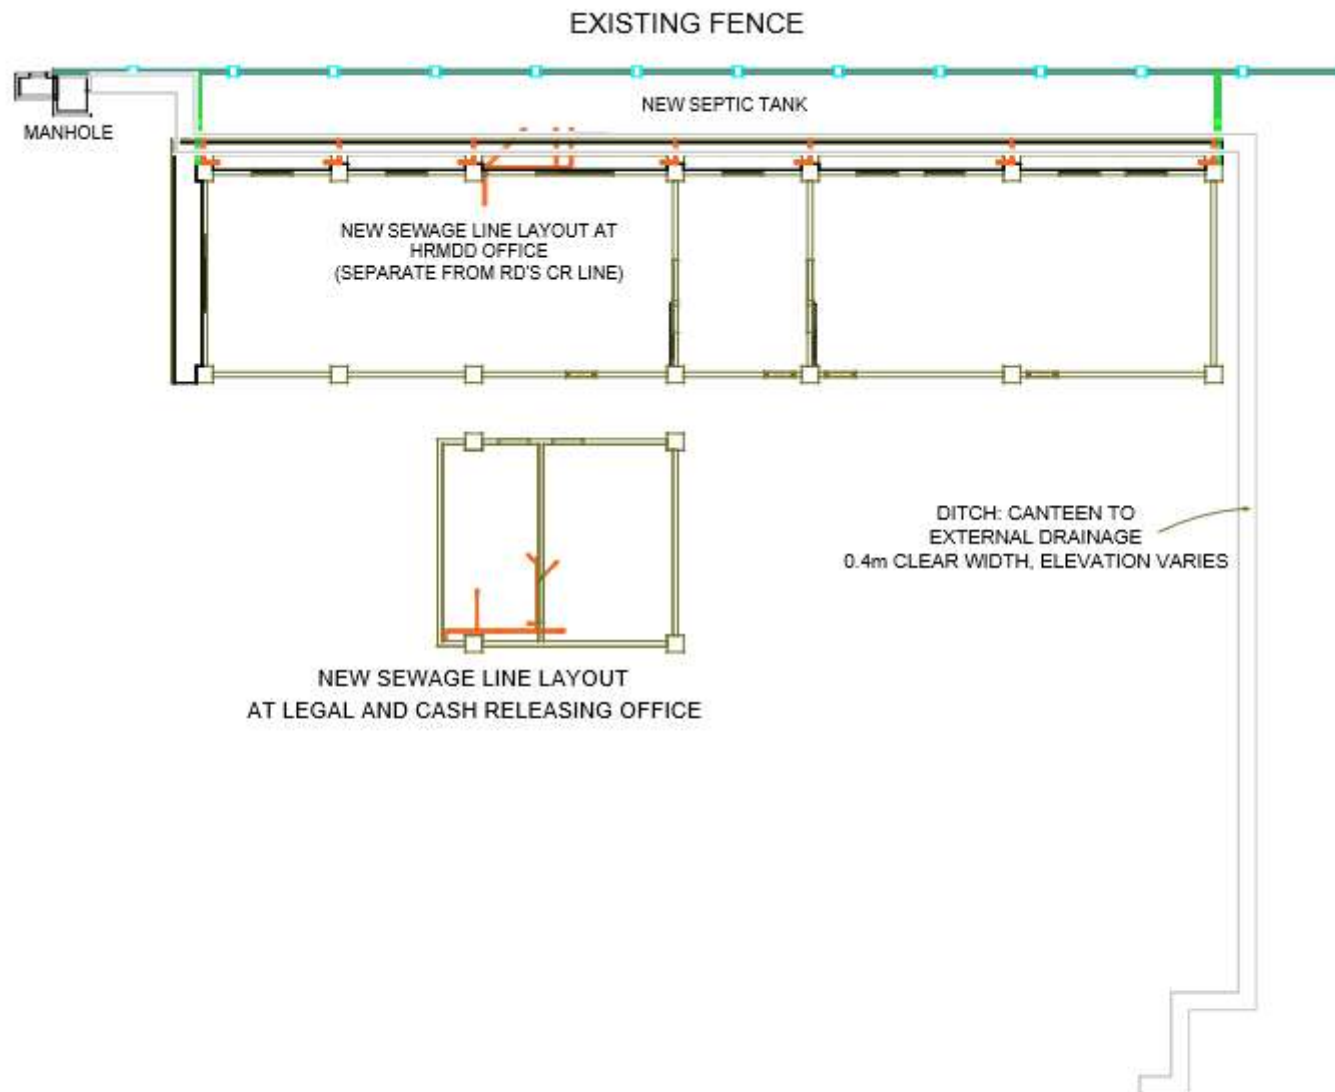 EXISTING FENCE
NEW SEPTIC TANK
MANHOLE
NEW SEWAGE LINE LAYOUT AT
HRMDD OFFICE
(SEPARATE FROM RD'S CR LINE)
DITCH: CANTEEN TO
EXTERNAL DRAINAGE
0.4m CLEAR WIDTH, ELEVATION VARIES
NEW SEWAGE LINE LAYOUT
AT LEGAL AND CASH RELEASING OFFICE